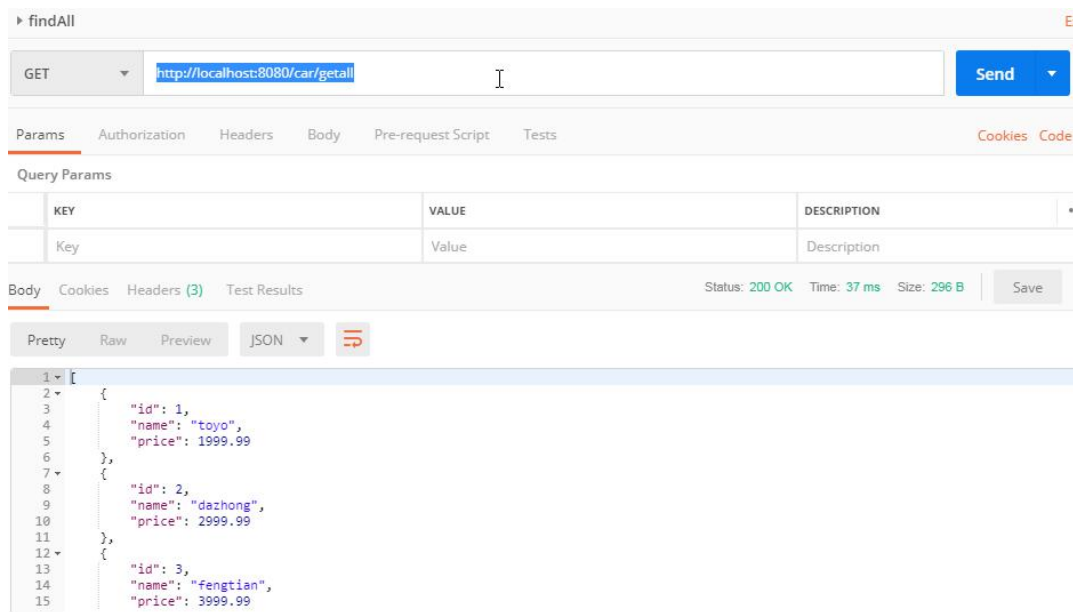 findAll
E
GET http://localhost:8080/car/getall Send
Params Authorization Headers Body Pre-request Script Tests Cookies Code
Query Params
KEY VALUE DESCRIPTION
Key Value Description
Body Cookies Headers (3) Test Results Status: 200 OK Time: 37 ms Size: 296 B Save
Pretty Raw Preview JSON
1 [
2 {
3 "id": 1,
4 "name": "toyo",
5 "price": 1999.99
6 },
7 {
8 "id": 2,
9 "name": "dazhong",
10 "price": 2999.99
11 },
12 {
13 "id": 3,
14 "name": "fengtian",
15 "price": 3999.99